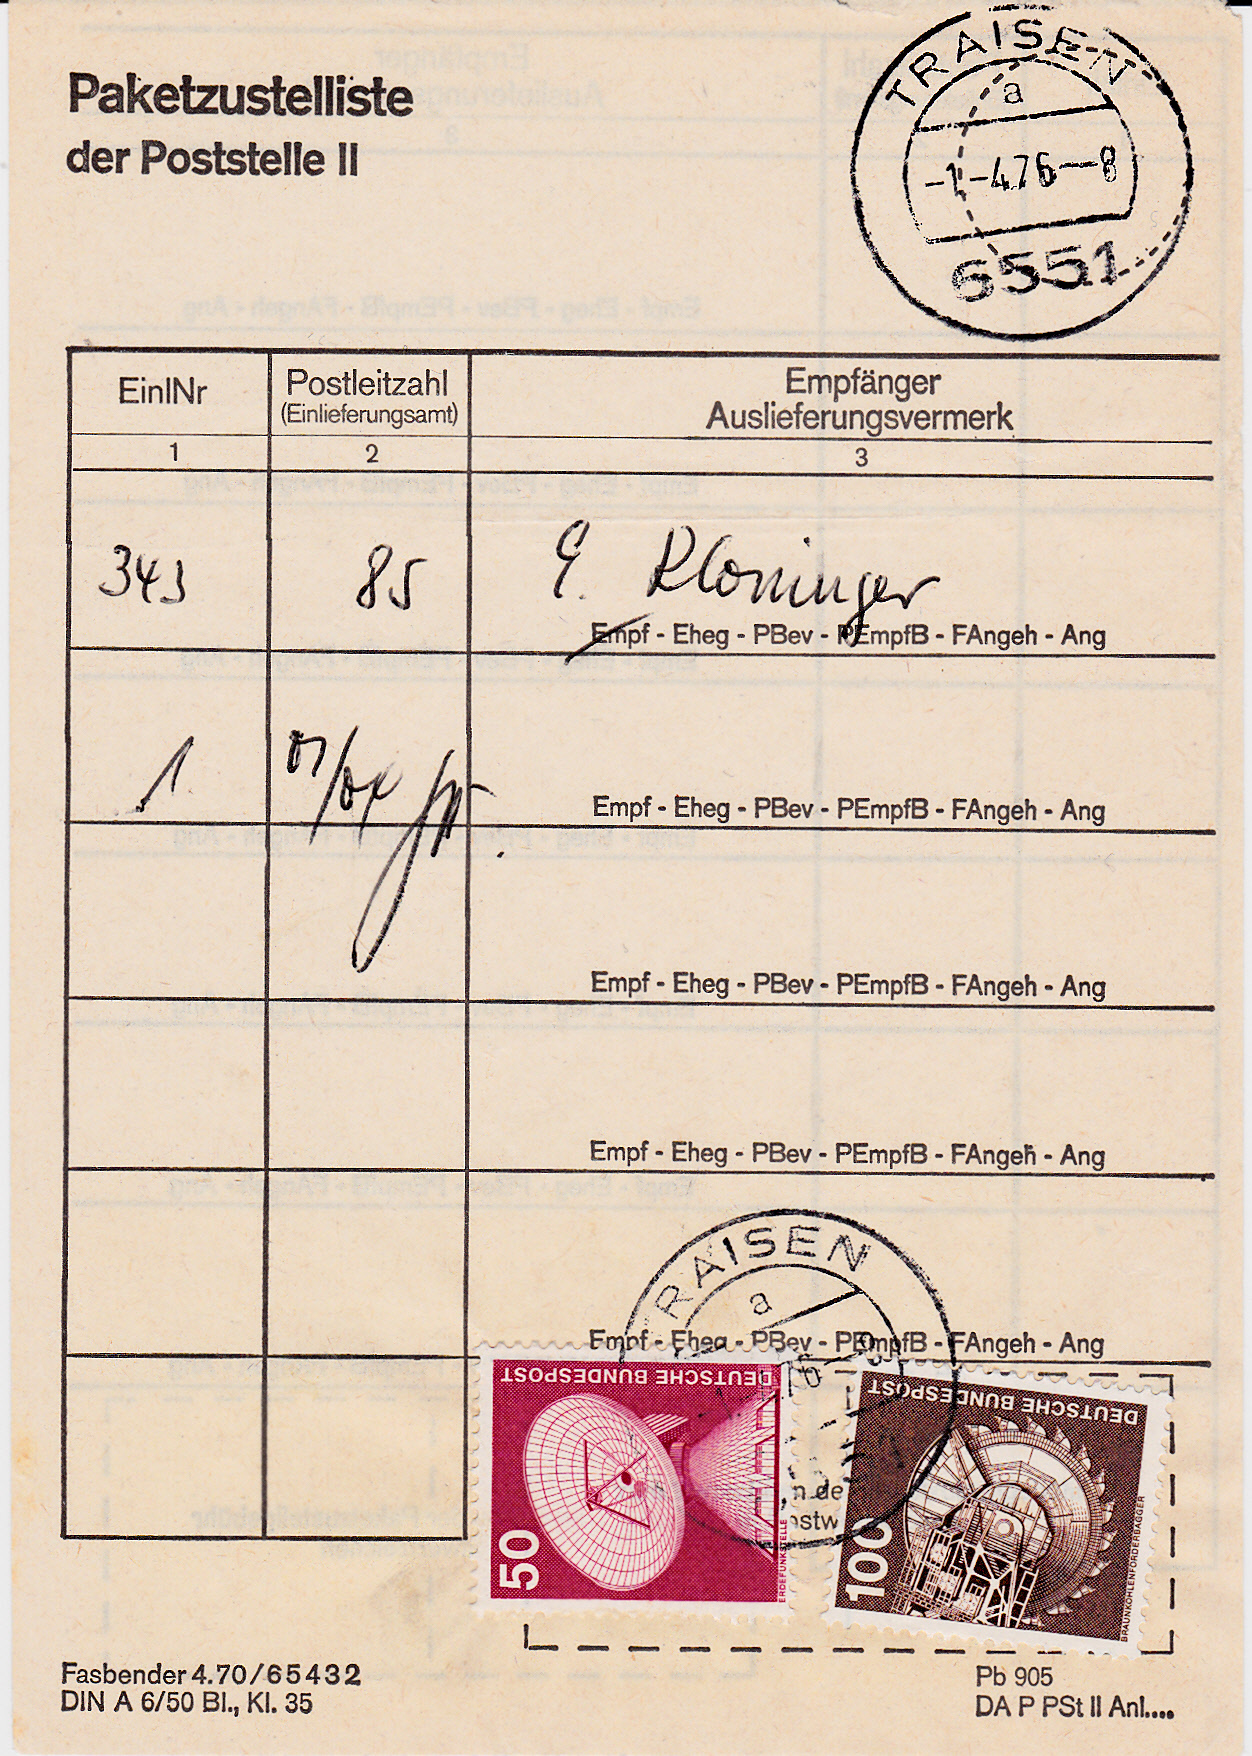 Paketzustelliste
der Poststelle II
TRAISEN
a
-1.-4.76-8
6551
EinlNr
Postleitzahl
(Einlieferungsamt)
Empfänger
Auslieferungsvermerk
1
2
3
343
85
E. Kloninger
Empf - Eheg - PBev - PEmpfB - FAngeh - Ang
1
Empf - Eheg - PBev - PEmpfB - FAngeh - Ang
Empf - Eheg - PBev - PEmpfB - FAngeh - Ang
Empf - Eheg - PBev - PEmpfB - FAngeh - Ang
RAISEN
a
Empf - Eheg - PBev - PEmpfB - FAngeh - Ang
DEUTSCHE BUNDESPOST
50
ERDEFUNKSTELLE
DEUTSCHE BUNDESPOST
100
BRAUNKOHLENFÖRDERBAGGER
Fasbender 4.70/65432
DIN A 6/50 Bl., Kl. 35
Pb 905
DA P PSt II Anl....